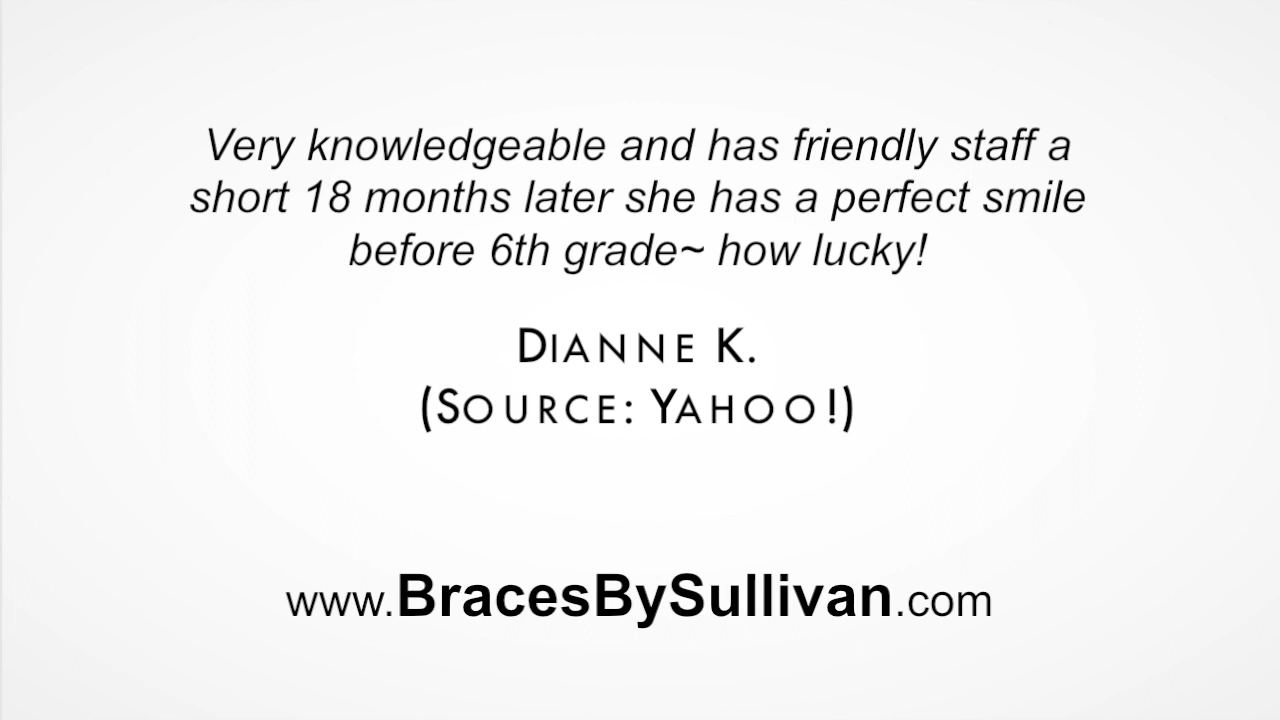 Very knowledgeable and has friendly staff a
short 18 months later she has a perfect smile
before 6th grade~ how lucky!
DIANNE K.
(SOURCE: YAHOO!)
www.BracesBySullivan.com